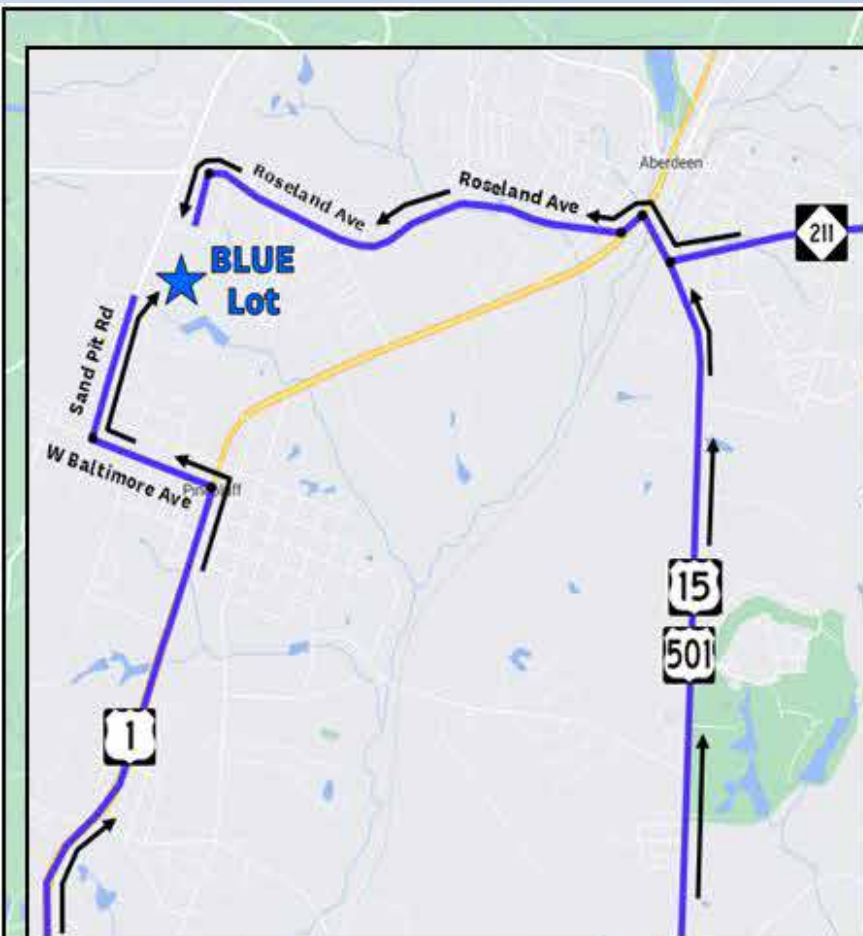 Aberdeen
Roseland Ave
Roseland Ave
211
BLUE
Lot
Sand Pit Rd
W Baltimore Ave
15
501
1